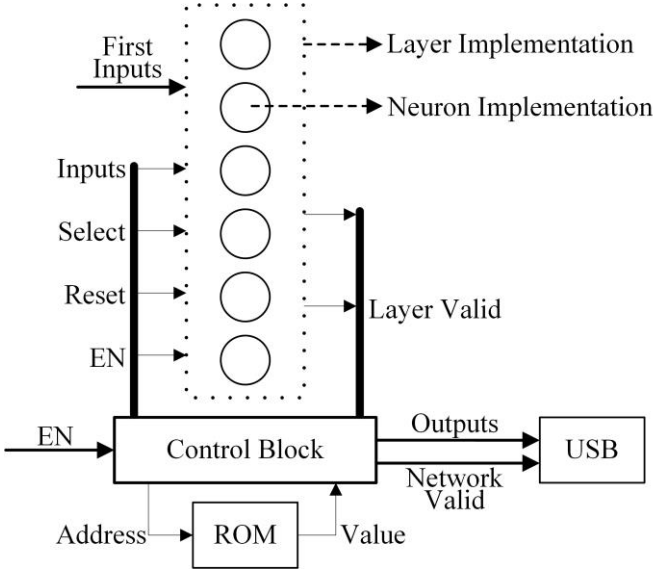 First
Inputs
Layer Implementation
Neuron Implementation
Inputs
Select
Reset
EN
Layer Valid
EN
Control Block
Outputs
Network
Valid
USB
Address
ROM
Value